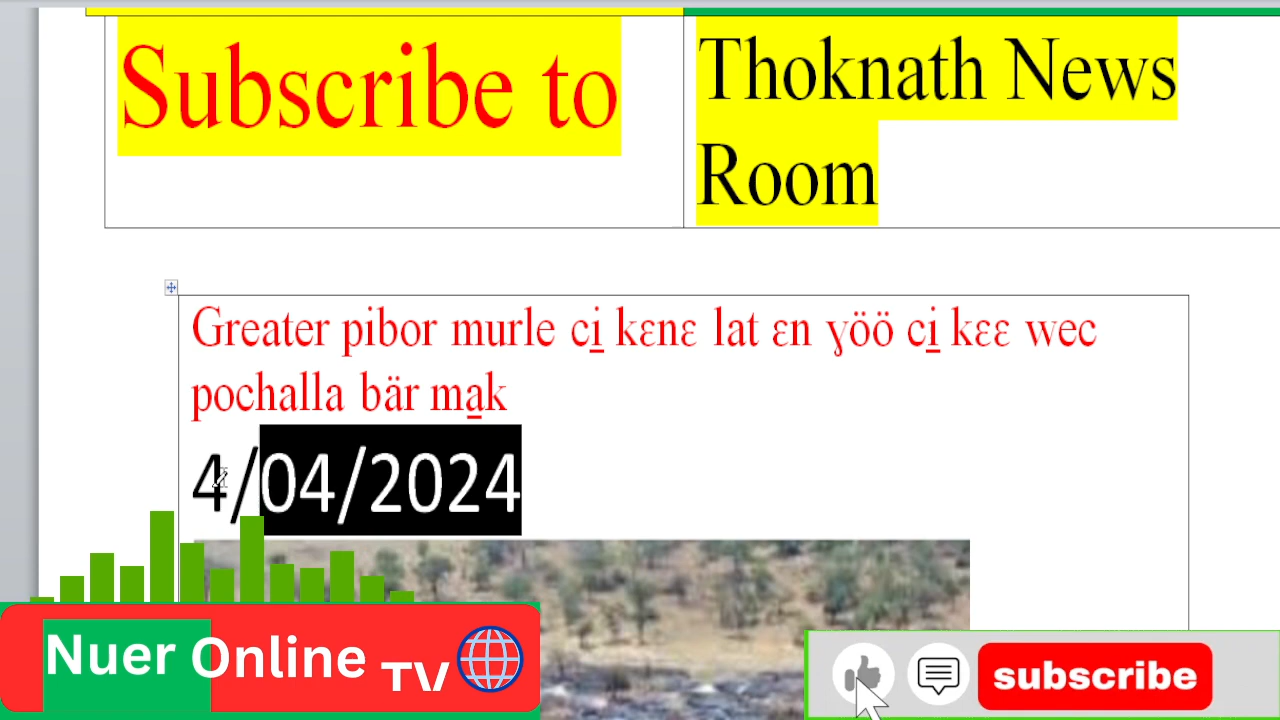 Subscribe to
Thoknath News
Room
Greater pibor murle ci̱ kɛnɛ lat ɛn ɣöö ci̱ kɛɛ wec
pochalla bär ma̱k
4/04/2024
Nuer Online TV
subscribe